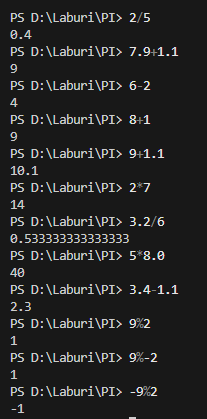 PS D:\Laburi\PI> 2/5
0.4
PS D:\Laburi\PI> 7.9+1.1
9
PS D:\Laburi\PI> 6-2
4
PS D:\Laburi\PI> 8+1
9
PS D:\Laburi\PI> 9+1.1
10.1
PS D:\Laburi\PI> 2*7
14
PS D:\Laburi\PI> 3.2/6
0.533333333333333
PS D:\Laburi\PI> 5*8.0
40
PS D:\Laburi\PI> 3.4-1.1
2.3
PS D:\Laburi\PI> 9%2
1
PS D:\Laburi\PI> 9%-2
1
PS D:\Laburi\PI> -9%2
-1